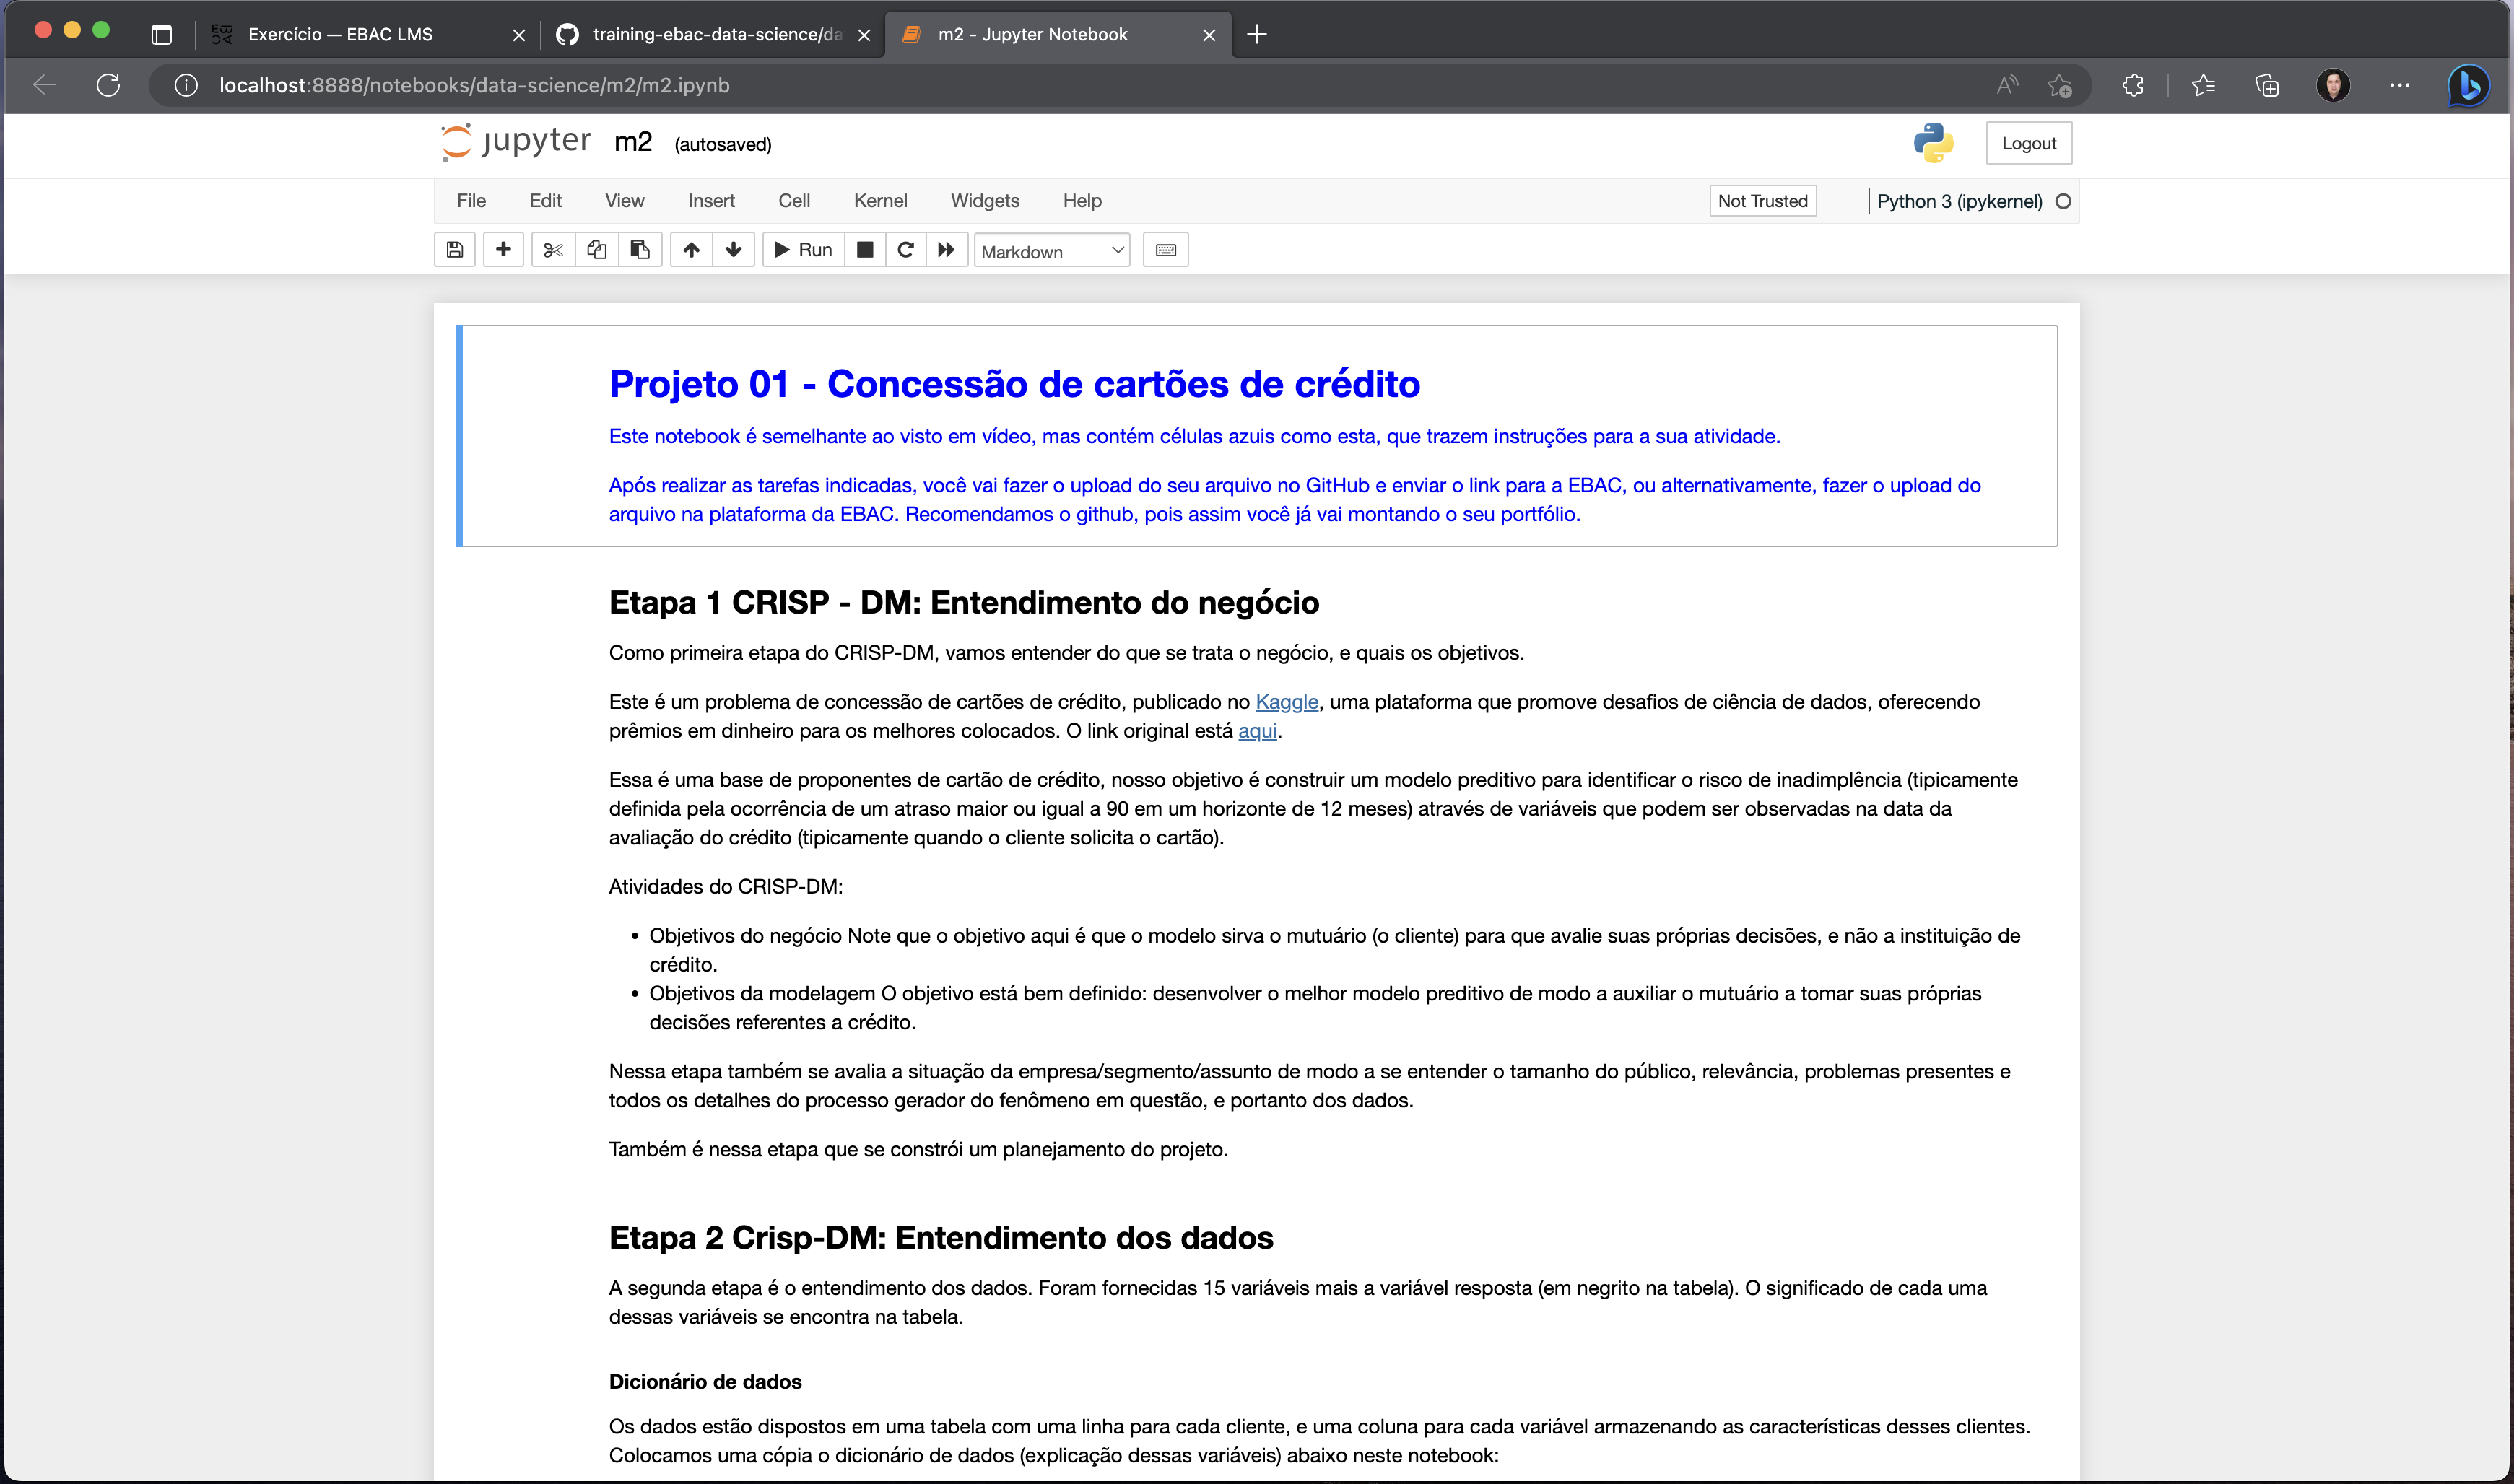 Exercício — EBAC LMS
training-ebac-data-science/da
m2 - Jupyter Notebook
localhost:8888/notebooks/data-science/m2/m2.ipynb
jupyter m2 (autosaved)
Logout
File Edit View Insert Cell Kernel Widgets Help
Not Trusted
Python 3 (ipykernel)
Run
Markdown
Projeto 01 - Concessão de cartões de crédito
Este notebook é semelhante ao visto em vídeo, mas contém células azuis como esta, que trazem instruções para a sua atividade.
Após realizar as tarefas indicadas, você vai fazer o upload do seu arquivo no GitHub e enviar o link para a EBAC, ou alternativamente, fazer o upload do
arquivo na plataforma da EBAC. Recomendamos o github, pois assim você já vai montando o seu portfólio.
Etapa 1 CRISP - DM: Entendimento do negócio
Como primeira etapa do CRISP-DM, vamos entender do que se trata o negócio, e quais os objetivos.
Este é um problema de concessão de cartões de crédito, publicado no Kaggle, uma plataforma que promove desafios de ciência de dados, oferecendo
prêmios em dinheiro para os melhores colocados. O link original está aqui.
Essa é uma base de proponentes de cartão de crédito, nosso objetivo é construir um modelo preditivo para identificar o risco de inadimplência (tipicamente
definida pela ocorrência de um atraso maior ou igual a 90 em um horizonte de 12 meses) através de variáveis que podem ser observadas na data da
avaliação do crédito (tipicamente quando o cliente solicita o cartão).
Atividades do CRISP-DM:
• Objetivos do negócio Note que o objetivo aqui é que o modelo sirva o mutuário (o cliente) para que avalie suas próprias decisões, e não a instituição de
crédito.
• Objetivos da modelagem O objetivo está bem definido: desenvolver o melhor modelo preditivo de modo a auxiliar o mutuário a tomar suas próprias
decisões referentes a crédito.
Nessa etapa também se avalia a situação da empresa/segmento/assunto de modo a se entender o tamanho do público, relevância, problemas presentes e
todos os detalhes do processo gerador do fenômeno em questão, e portanto dos dados.
Também é nessa etapa que se constrói um planejamento do projeto.
Etapa 2 Crisp-DM: Entendimento dos dados
A segunda etapa é o entendimento dos dados. Foram fornecidas 15 variáveis mais a variável resposta (em negrito na tabela). O significado de cada uma
dessas variáveis se encontra na tabela.
Dicionário de dados
Os dados estão dispostos em uma tabela com uma linha para cada cliente, e uma coluna para cada variável armazenando as características desses clientes.
Colocamos uma cópia o dicionário de dados (explicação dessas variáveis) abaixo neste notebook: